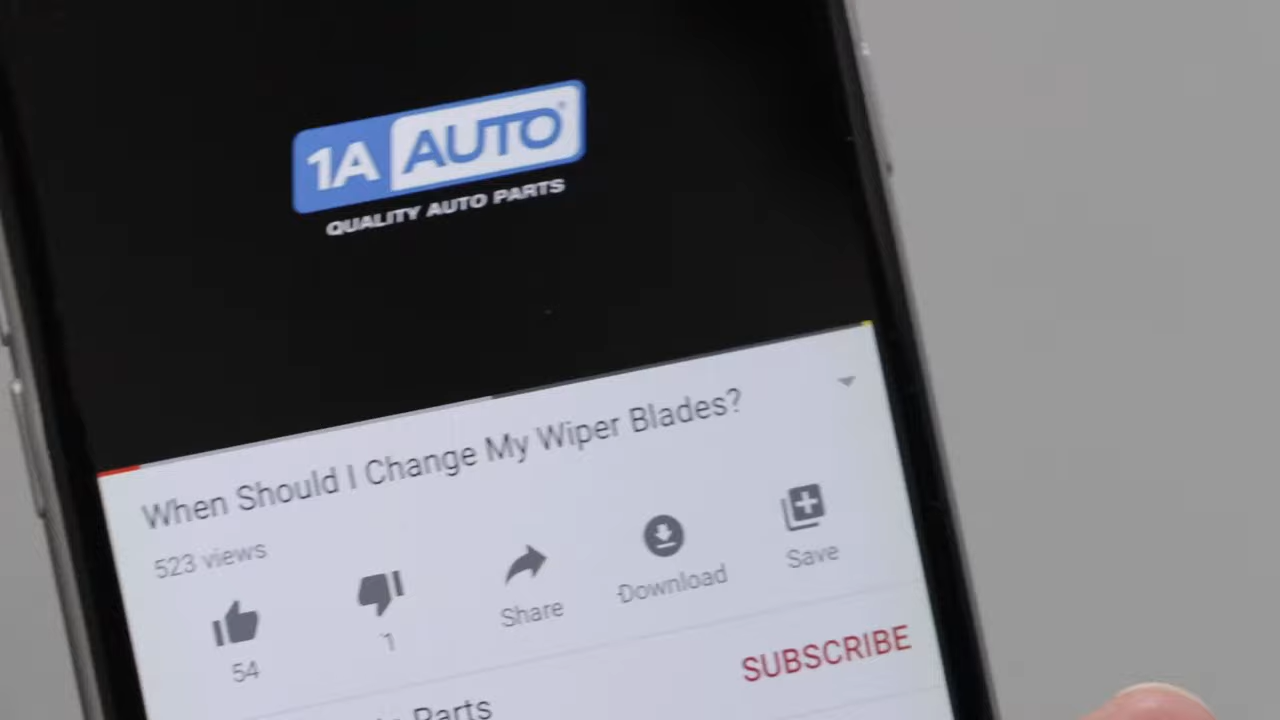 1A AUTO®
QUALITY AUTO PARTS
When Should I Change My Wiper Blades?
523 views
54
1
Share
Download
Save
Parts
SUBSCRIBE